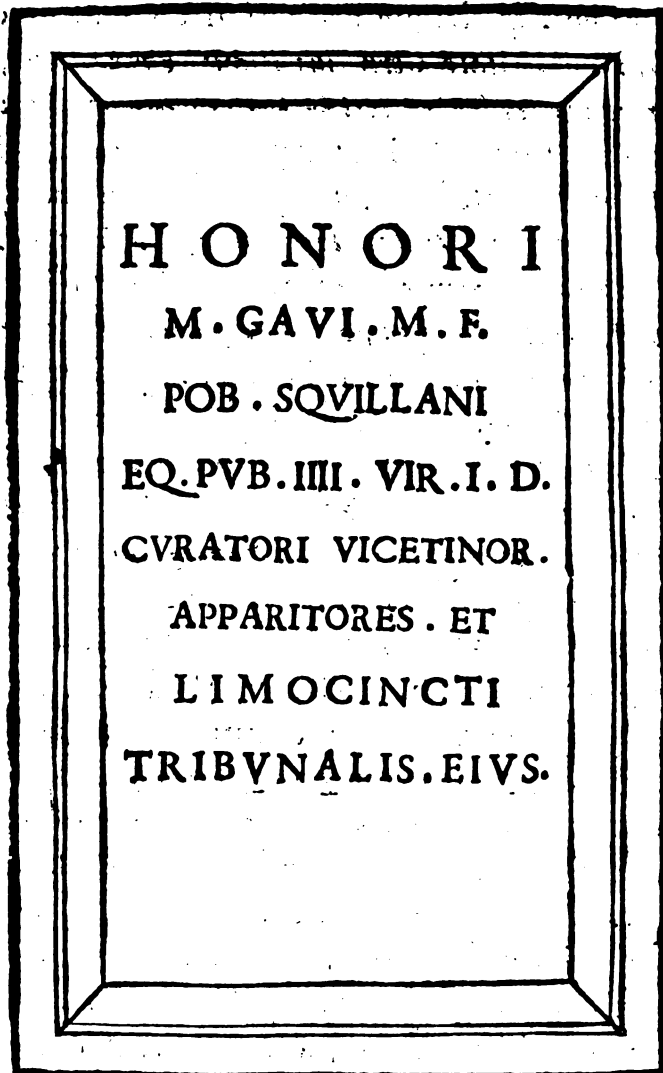 HONORI
M. GAVI. M. F.
POB. SQVILLANI
EQ. PVB. IIII. VIR. I. D.
CVRATORI VICETINOR.
APPARITORES. ET
LIMOCINCTI
TRIBVNALIS. EIVS.